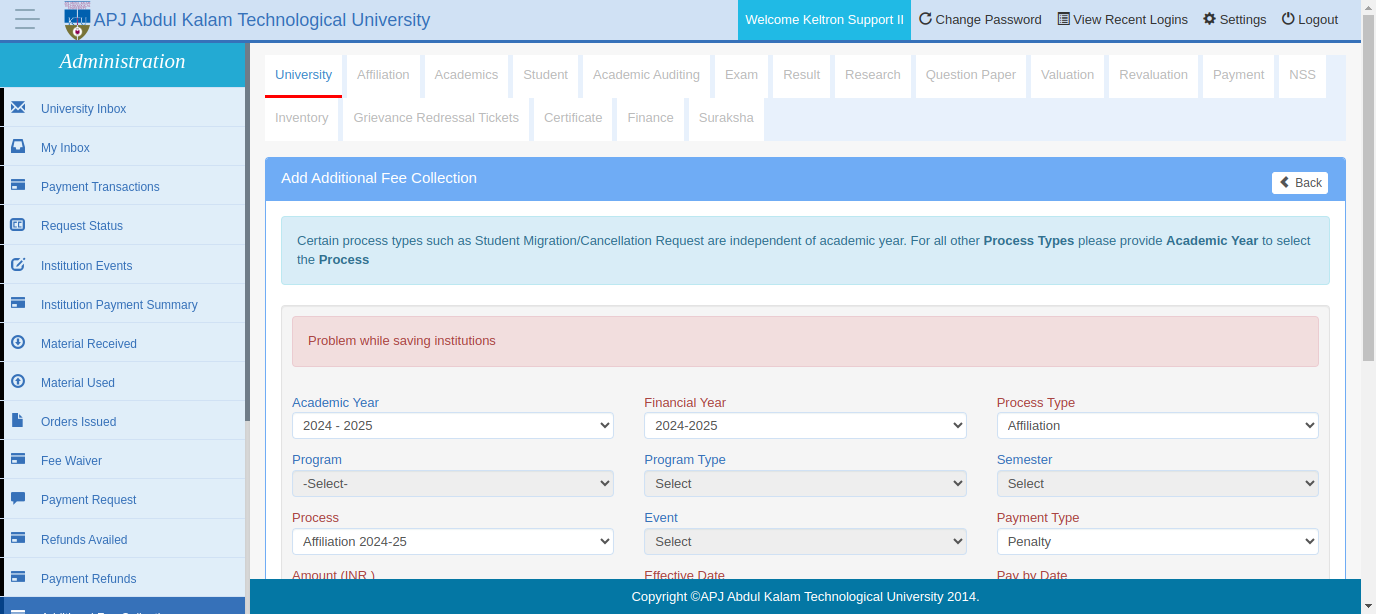 APJ Abdul Kalam Technological University
Welcome Keltron Support II Change Password View Recent Logins Settings Logout
Administration
University Inbox
My Inbox
Payment Transactions
Request Status
Institution Events
Institution Payment Summary
Material Received
Material Used
Orders Issued
Fee Waiver
Payment Request
Refunds Availed
Payment Refunds
University Affiliation Academics Student Academic Auditing Exam Result Research Question Paper Valuation Revaluation Payment NSS
Inventory Grievance Redressal Tickets Certificate Finance Suraksha
Add Additional Fee Collection
Back
Certain process types such as Student Migration/Cancellation Request are independent of academic year. For all other Process Types please provide Academic Year to select
the Process
Problem while saving institutions
Academic Year Financial Year Process Type
2024 - 2025 2024-2025 Affiliation
Program Program Type Semester
-Select- Select Select
Process Event Payment Type
Affiliation 2024-25 Select Penalty
Amount (INR ) Effective Date Pay by Date
Copyright ©APJ Abdul Kalam Technological University 2014.